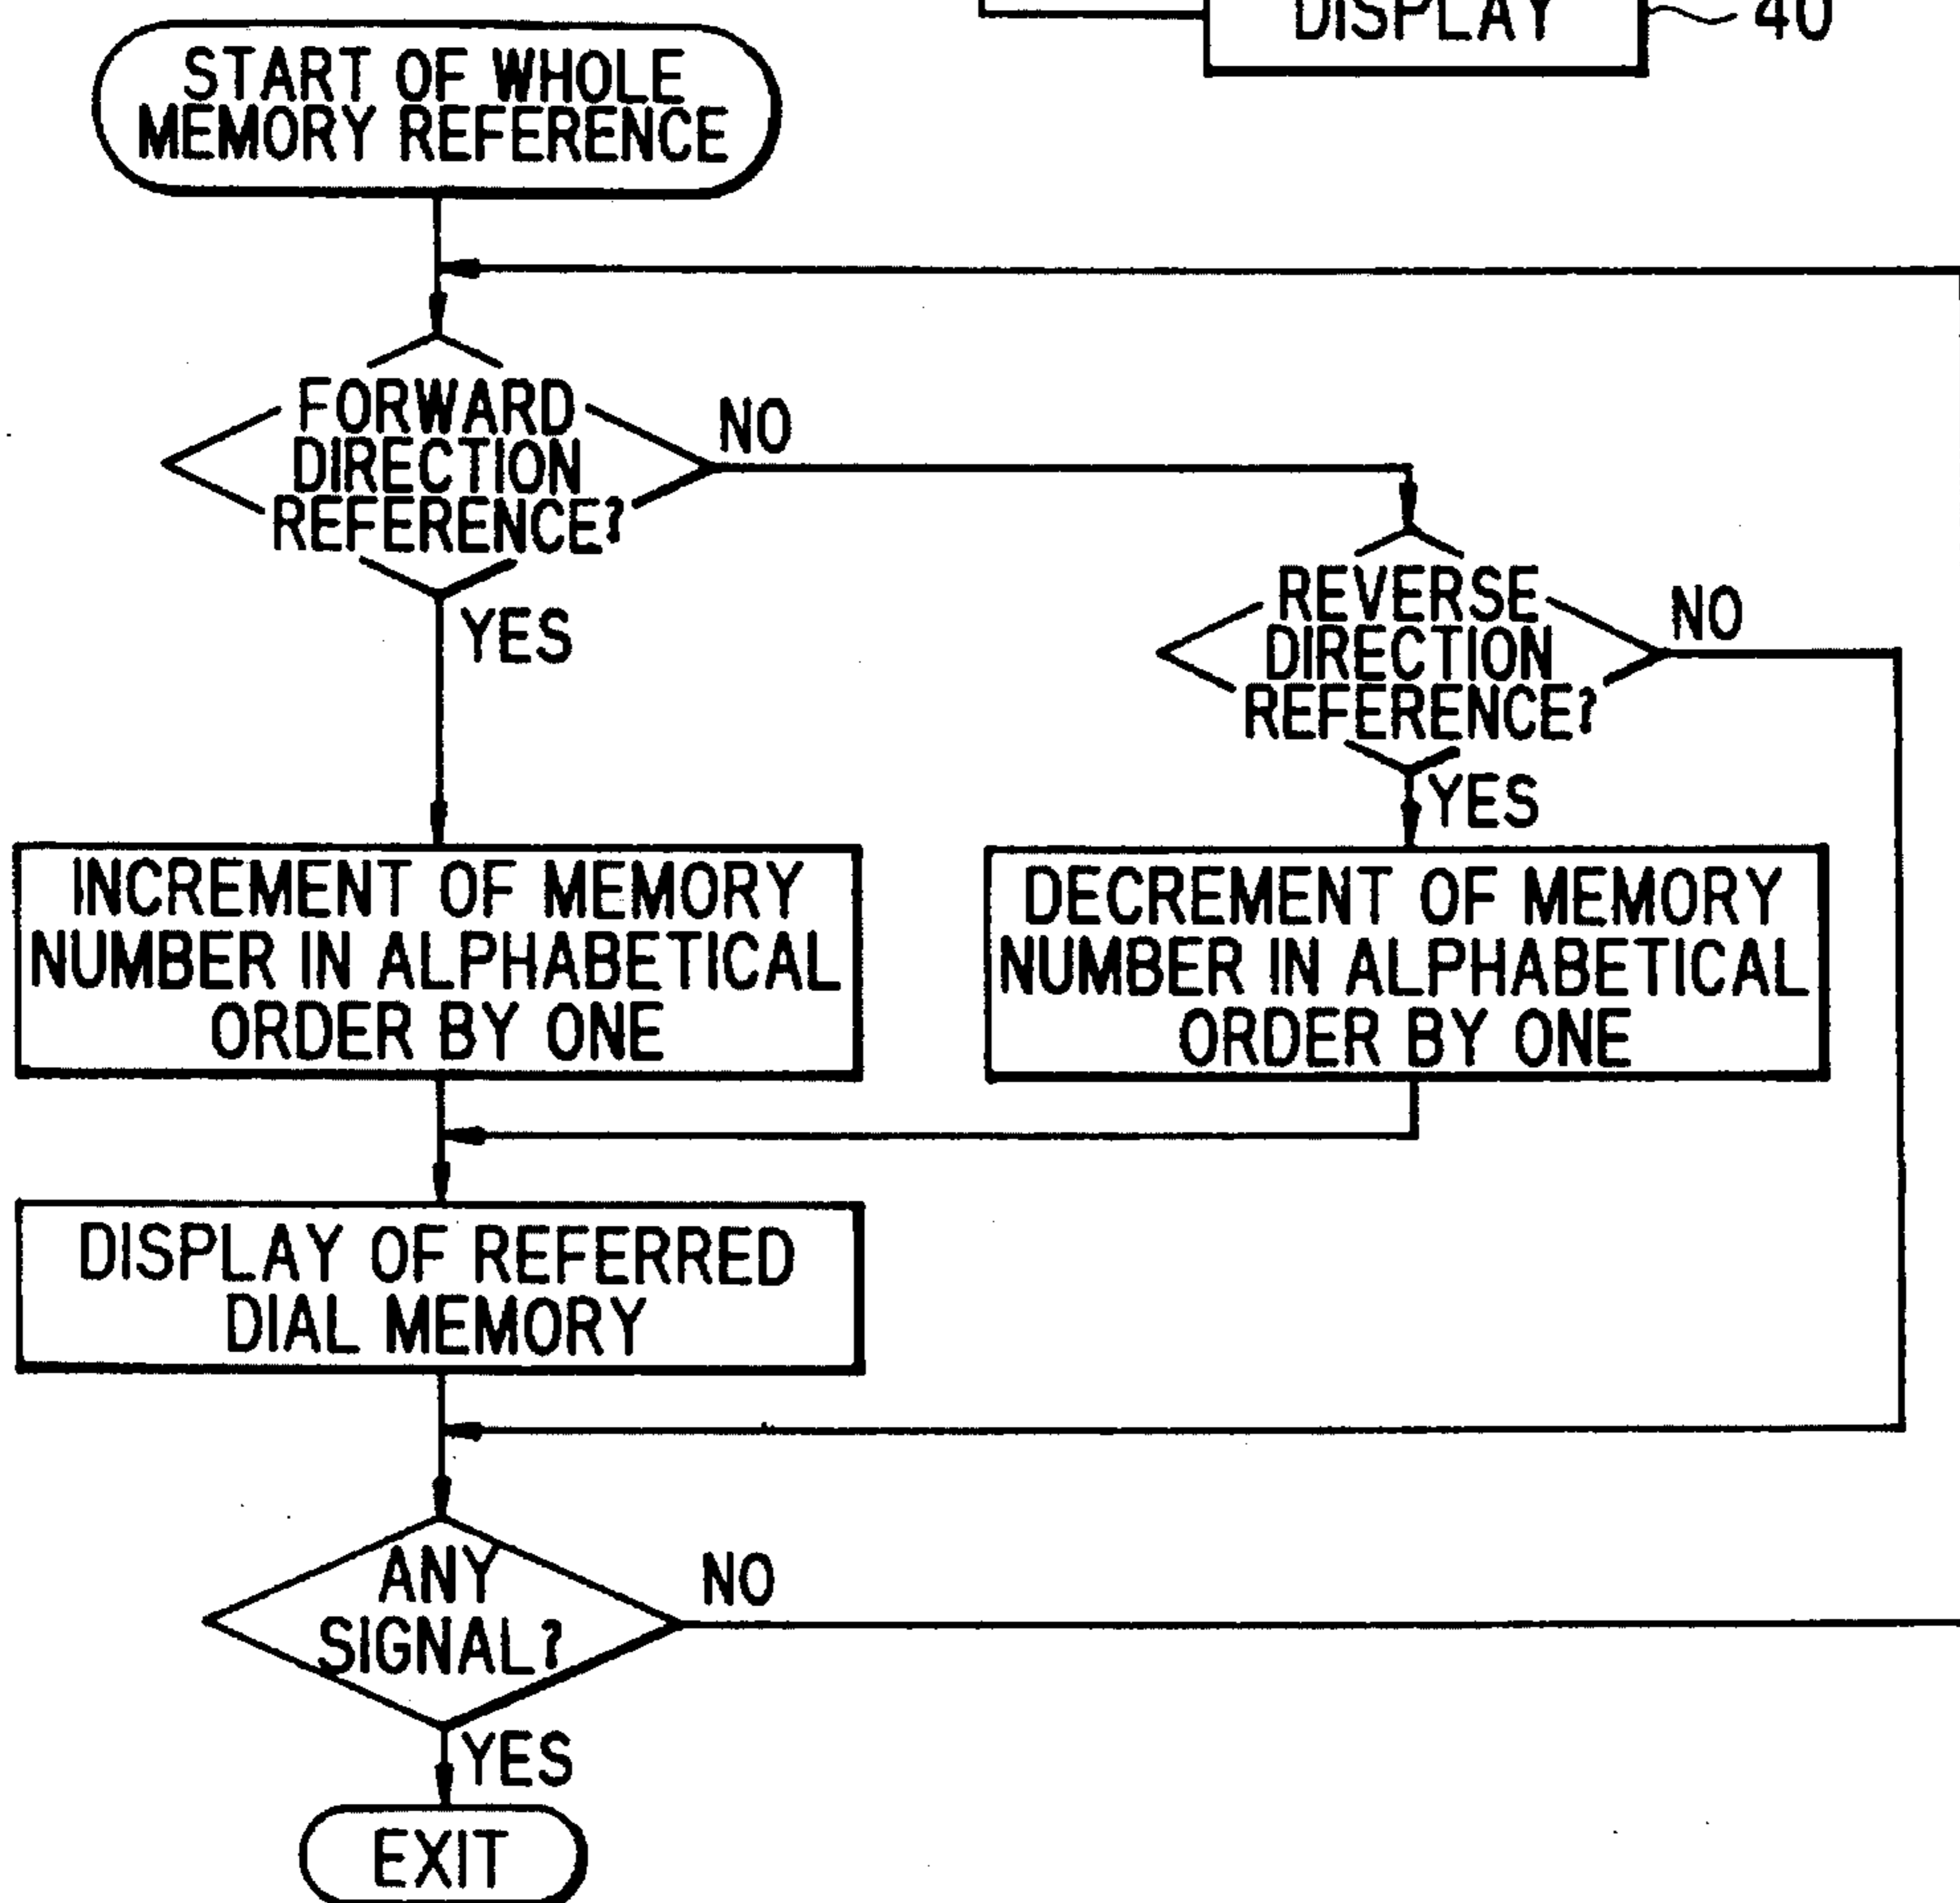 DISPLAY 40
START OF WHOLE
MEMORY REFERENCE
FORWARD
DIRECTION
REFERENCE?
NO
YES
REVERSE
DIRECTION
REFERENCE?
NO
YES
INCREMENT OF MEMORY
NUMBER IN ALPHABETICAL
ORDER BY ONE
DECREMENT OF MEMORY
NUMBER IN ALPHABETICAL
ORDER BY ONE
DISPLAY OF REFERRED
DIAL MEMORY
ANY
SIGNAL?
NO
YES
EXIT